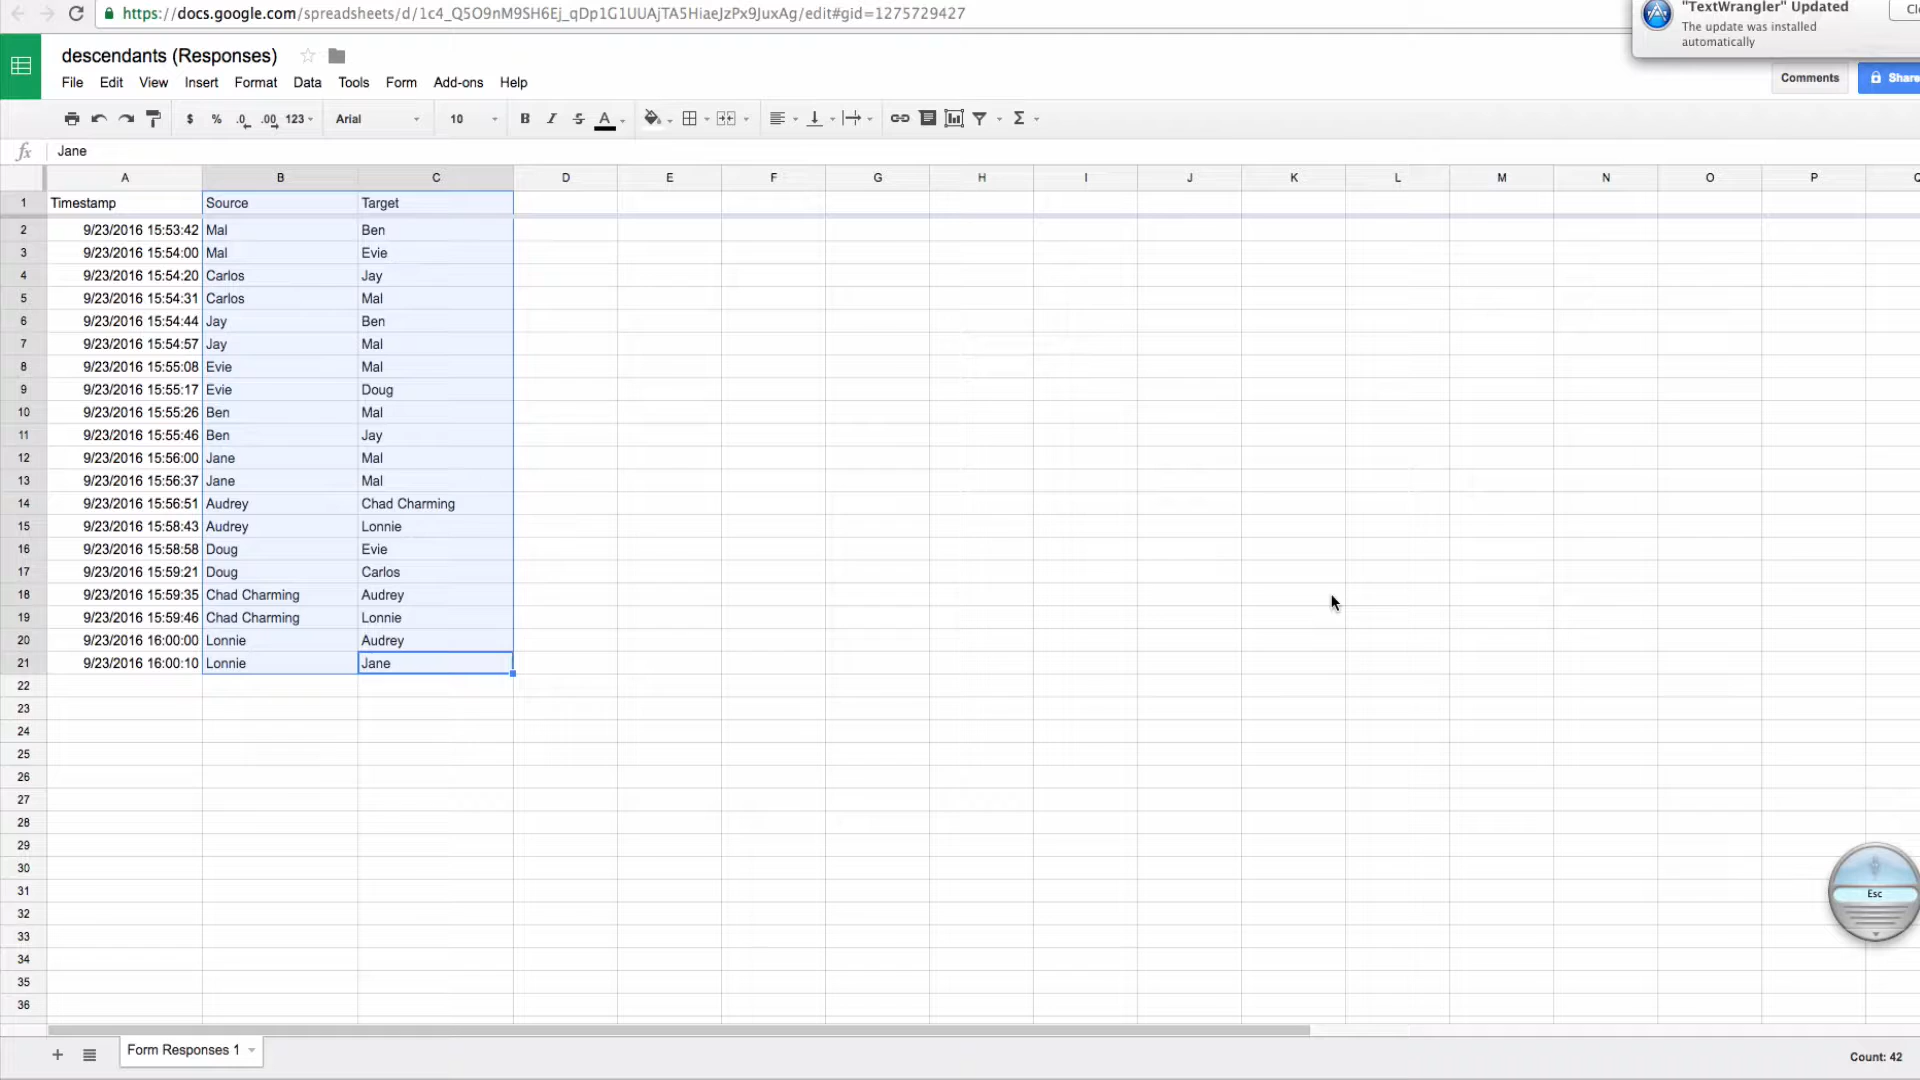 https://docs.google.com/spreadsheets/d/1c4_Q5O9nM9SH6Ej_qDp1G1UUAjTA5HiaeJzPx9JuxAg/edit#gid=1275729427
"TextWrangler" Updated
The update was installed
automatically
descendants (Responses)
File Edit View Insert Format Data Tools Form Add-ons Help
Comments Share
$ % .0 .00 123 Arial 10 B I S A Σ
fx Jane
A B C D E F G H I J K L M N O P
1 Timestamp Source Target
2 9/23/2016 15:53:42 Mal Ben
3 9/23/2016 15:54:00 Mal Evie
4 9/23/2016 15:54:20 Carlos Jay
5 9/23/2016 15:54:31 Carlos Mal
6 9/23/2016 15:54:44 Jay Ben
7 9/23/2016 15:54:57 Jay Mal
8 9/23/2016 15:55:08 Evie Mal
9 9/23/2016 15:55:17 Evie Doug
10 9/23/2016 15:55:26 Ben Mal
11 9/23/2016 15:55:46 Ben Jay
12 9/23/2016 15:56:00 Jane Mal
13 9/23/2016 15:56:37 Jane Mal
14 9/23/2016 15:56:51 Audrey Chad Charming
15 9/23/2016 15:58:43 Audrey Lonnie
16 9/23/2016 15:58:58 Doug Evie
17 9/23/2016 15:59:21 Doug Carlos
18 9/23/2016 15:59:35 Chad Charming Audrey
19 9/23/2016 15:59:46 Chad Charming Lonnie
20 9/23/2016 16:00:00 Lonnie Audrey
21 9/23/2016 16:00:10 Lonnie Jane
22
23
24
25
26
27
28
29
30
31
32
33
34
35
36
Esc
Form Responses 1
Count: 42